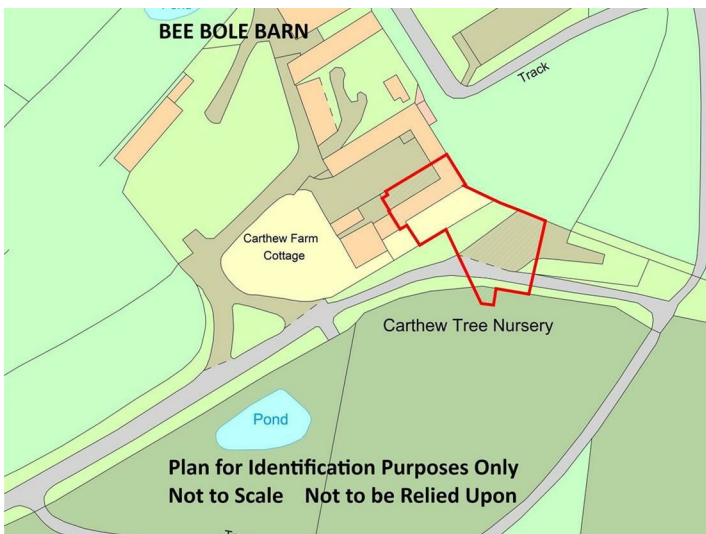 Pond
BEE BOLE BARN
Track
Carthew Farm
Cottage
Carthew Tree Nursery
Pond
Plan for Identification Purposes Only
Not to Scale Not to be Relied Upon